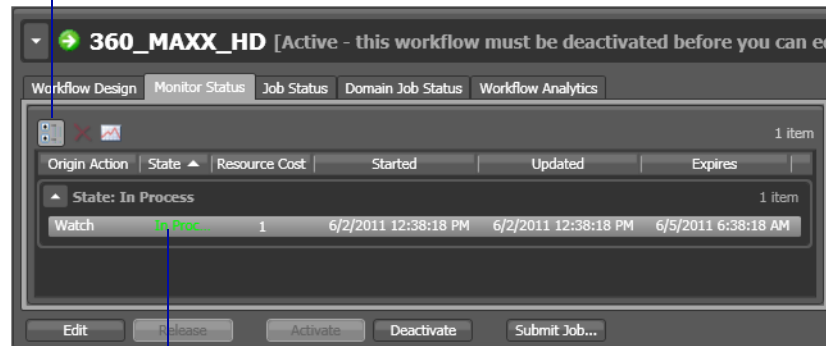 360_MAXX_HD [Active - this workflow must be deactivated before you can e
Workflow Design Monitor Status Job Status Domain Job Status Workflow Analytics
1 item
Origin Action State Resource Cost Started Updated Expires
State: In Process 1 item
Watch In Proc. 1 6/2/2011 12:38:18 PM 6/2/2011 12:38:18 PM 6/5/2011 6:38:18 AM
Edit Release Activate Deactivate Submit Job...